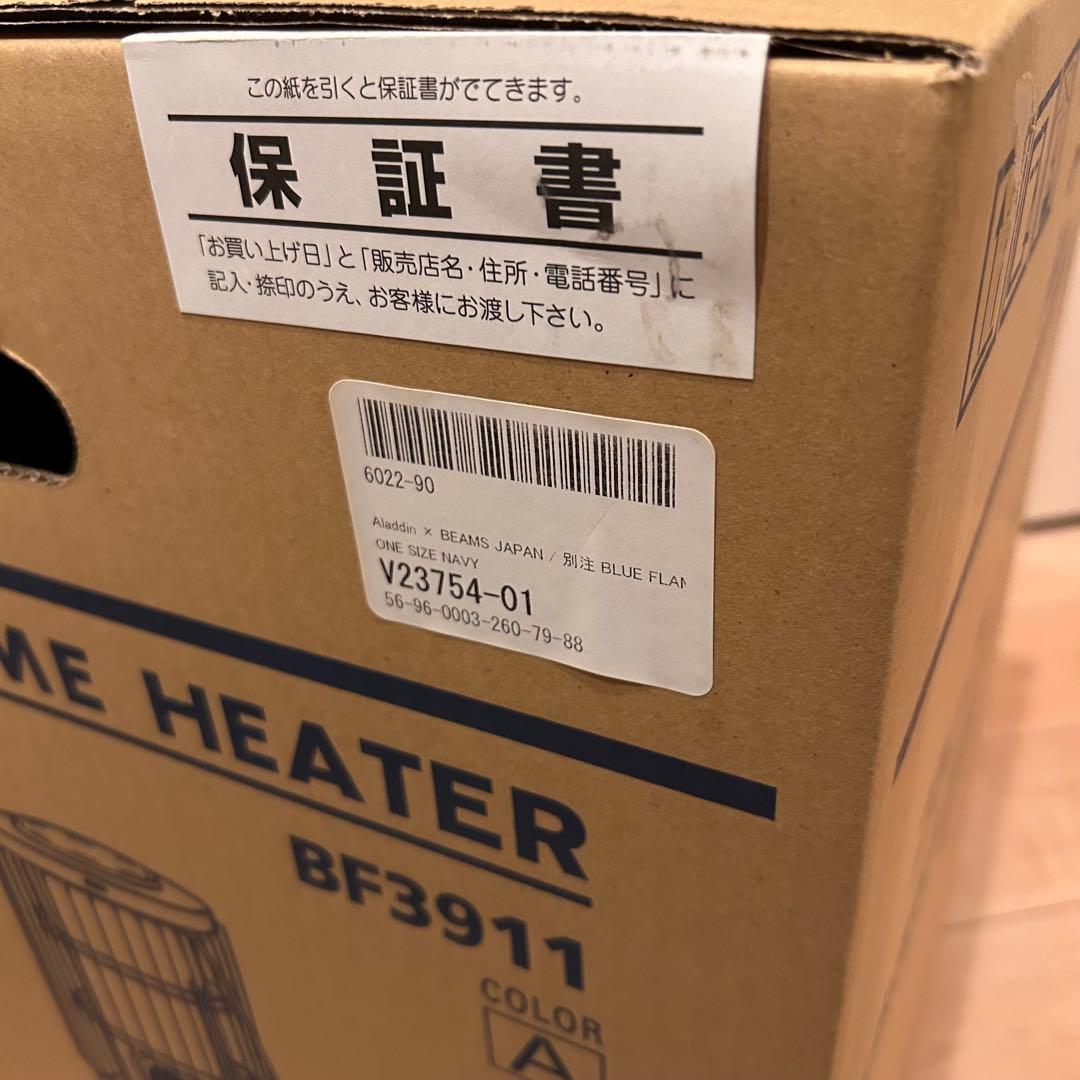 この紙を引くと保証書がでてきます。
保証書
「お買い上げ日」と「販売店名・住所・電話番号」に
記入・捺印のうえ、お客様にお渡し下さい。
6022-90
Aladdin × BEAMS JAPAN / 別注 BLUE FLAM
ONE SIZE NAVY
V23754-01
56-96-0003-260-79-88
ME HEATER
BF3911
COLOR
A